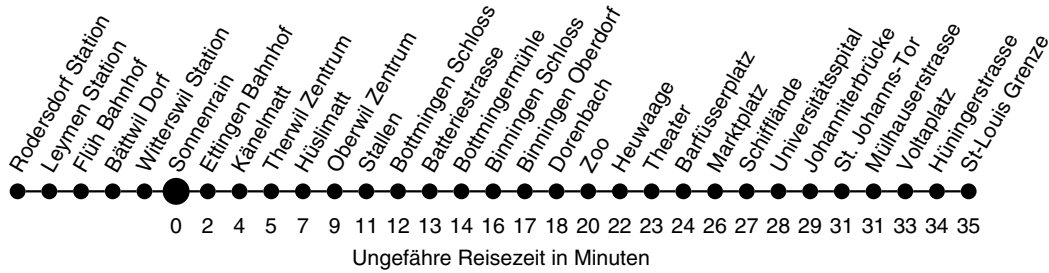 Rodersdorf Station
Leymen Station
Flüh Bahnhof
Bättwil Dorf
Witterswil Station
Sonnenrain
Ettingen Bahnhof
Känelmatt
Therwil Zentrum
Hüslimatt
Oberwil Zentrum
Stallen
Bottmingen Schloss
Batteriestrasse
Bottmingermühle
Binningen Schloss
Binningen Oberdorf
Dorenbach
Zoo
Heuwaage
Theater
Barfüsserplatz
Marktplatz
Schifflände
Universitätsspital
Johanniterbrücke
St. Johanns-Tor
Mülhauserstrasse
Voltaplatz
Hüningerstrasse
St-Louis Grenze
0 2 4 5 7 9 11 12 13 14 16 17 18 20 22 23 24 26 27 28 29 31 31 33 34 35
Ungefähre Reisezeit in Minuten